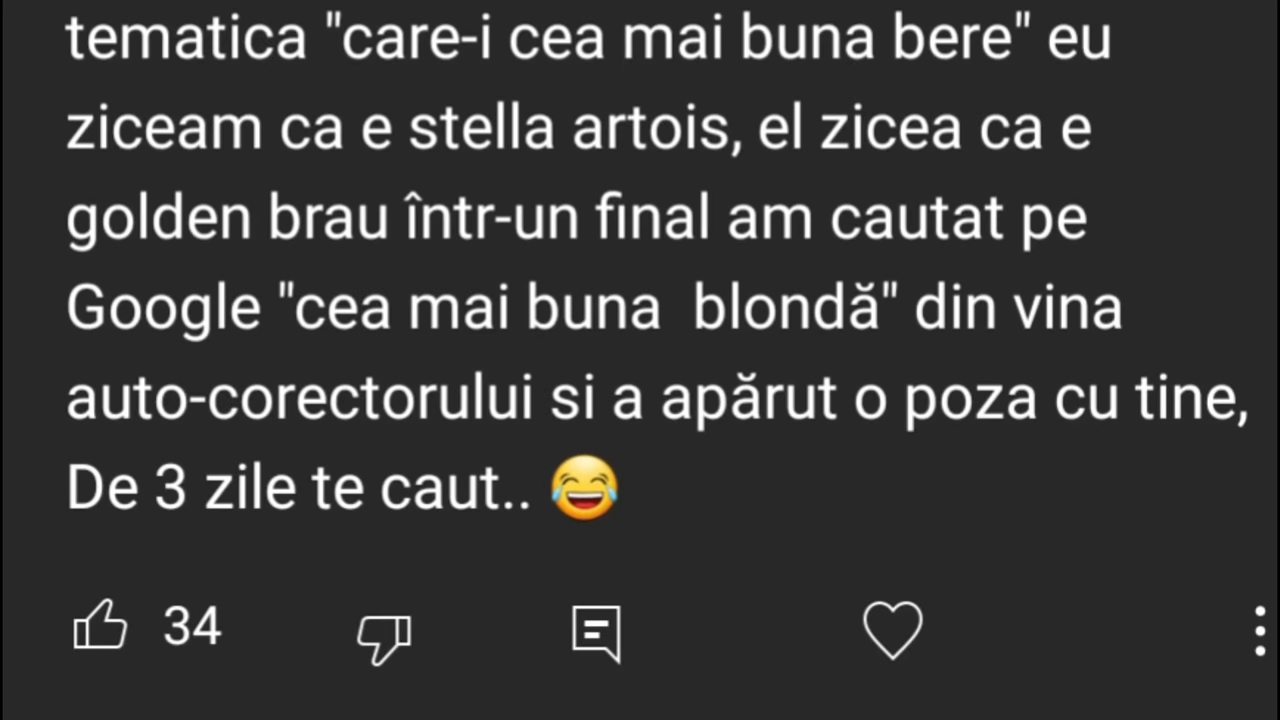 tematica "care-i cea mai buna bere" eu
ziceam ca e stella artois, el zicea ca e
golden brau într-un final am cautat pe
Google "cea mai buna  blondă" din vina
auto-corectorului si a apărut o poza cu tine,
De 3 zile te caut.. 😂
34